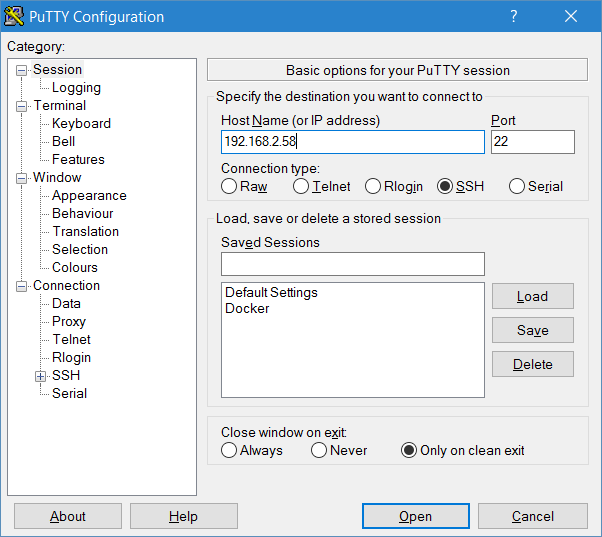 PuTTY Configuration
?
Category:
Session
Logging
Terminal
Keyboard
Bell
Features
Window
Appearance
Behaviour
Translation
Selection
Colours
Connection
Data
Proxy
Telnet
Rlogin
SSH
Serial
Basic options for your PuTTY session
Specify the destination you want to connect to
Host Name (or IP address) Port
192.168.2.58 22
Connection type:
Raw Telnet Rlogin SSH Serial
Load, save or delete a stored session
Saved Sessions
Default Settings
Docker
Load
Save
Delete
Close window on exit:
Always Never Only on clean exit
About Help Open Cancel